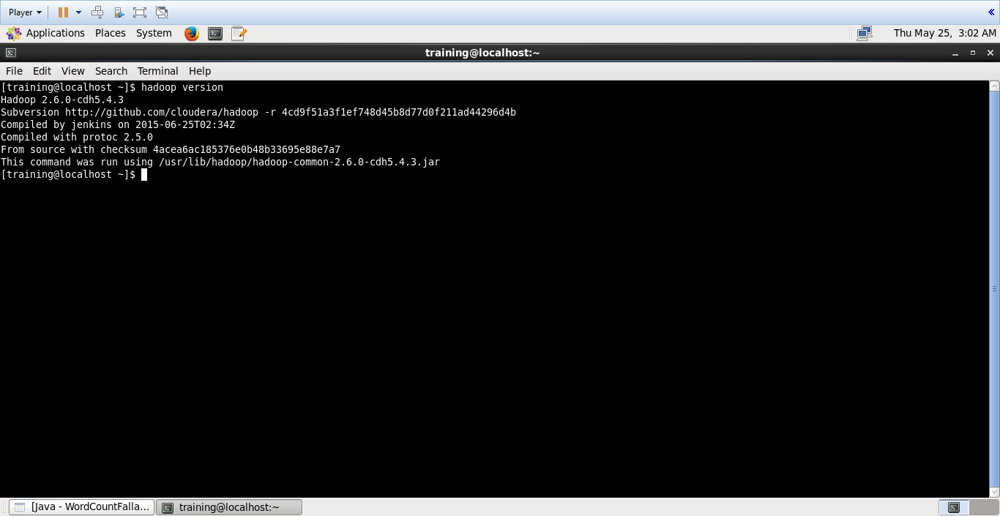 Player
Applications Places System Thu May 25, 3:02 AM
training@localhost:~
File Edit View Search Terminal Help
[training@localhost ~]$ hadoop version
Hadoop 2.6.0-cdh5.4.3
Subversion http://github.com/cloudera/hadoop -r 4cd9f51a3f1ef748d45b8d77d0f211ad44296d4b
Compiled by jenkins on 2015-06-25T02:34Z
Compiled with protoc 2.5.0
From source with checksum 4acea6ac185376e0b48b33695e88e7a7
This command was run using /usr/lib/hadoop/hadoop-common-2.6.0-cdh5.4.3.jar
[training@localhost ~]$
[Java - WordCountFalla... training@localhost:~